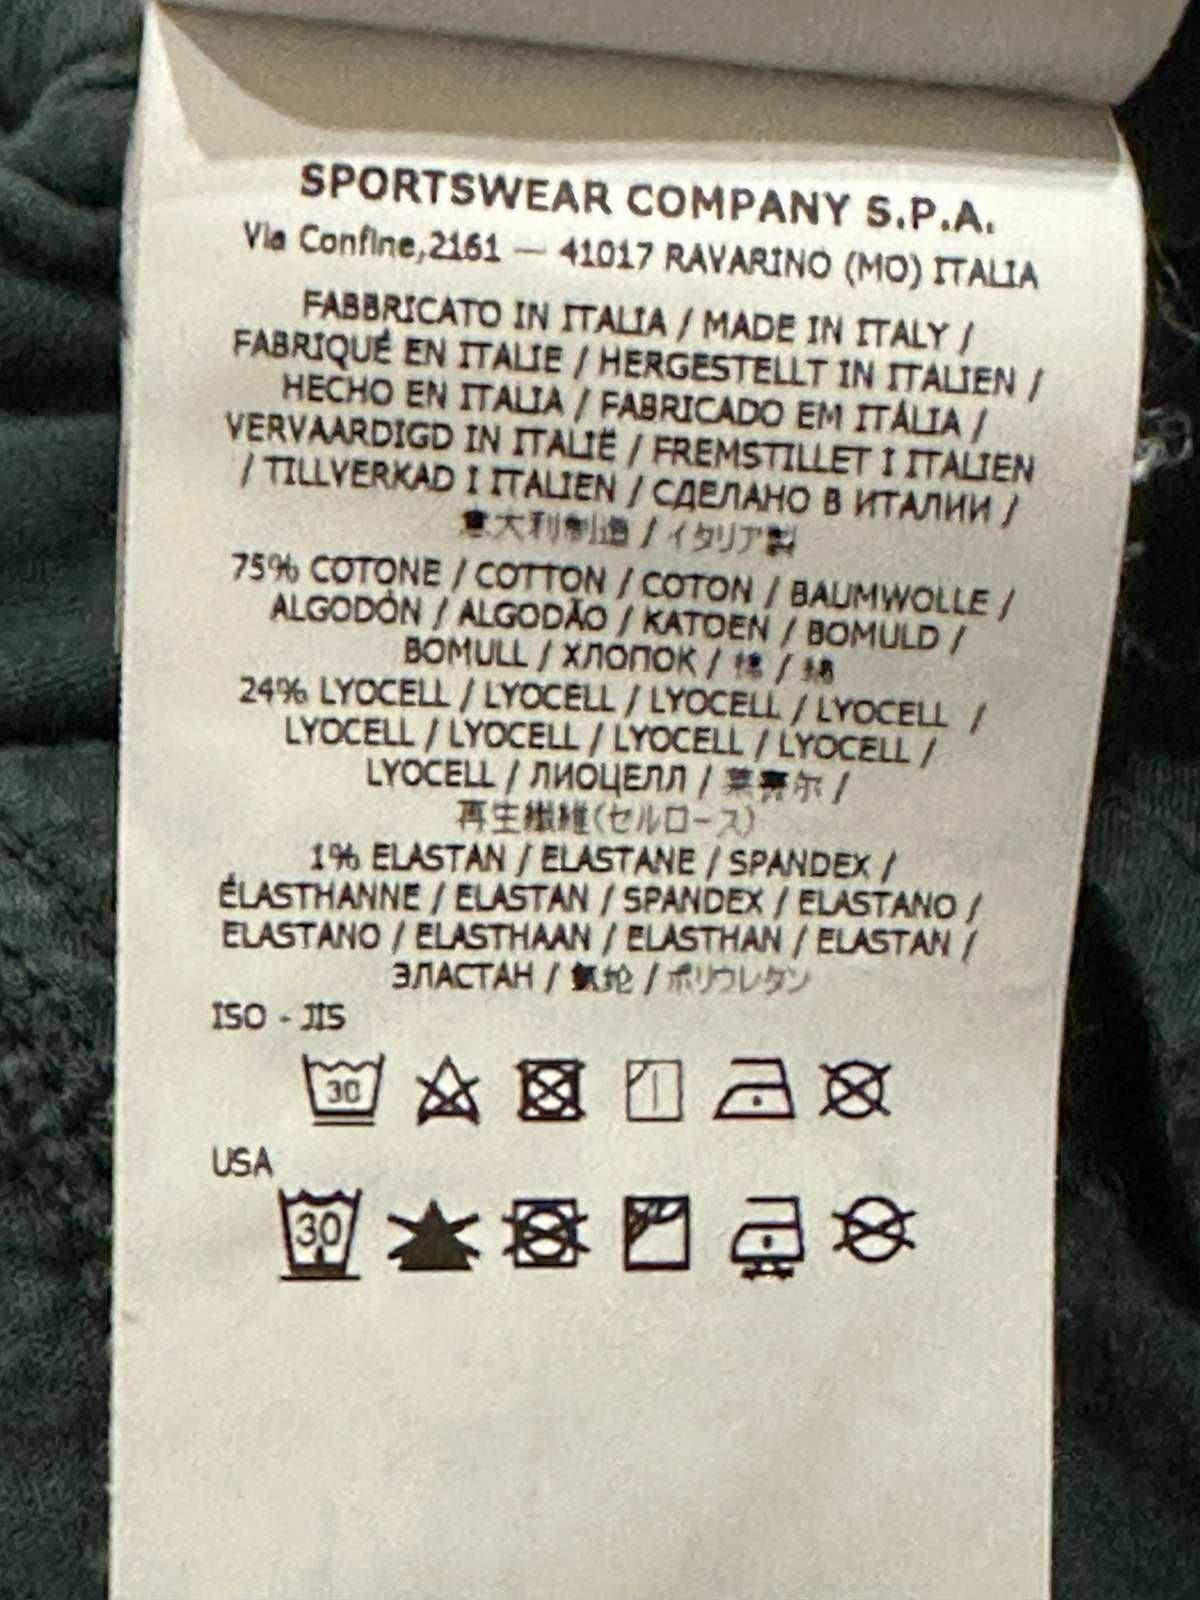 SPORTSWEAR COMPANY S.P.A.
Via Confine,2161 — 41017 RAVARINO (MO) ITALIA
FABBRICATO IN ITALIA / MADE IN ITALY /
FABRIQUÉ EN ITALIE / HERGESTELLT IN ITALIEN /
HECHO EN ITALIA / FABRICADO EM ITÁLIA /
VERVAARDIGD IN ITALIË / FREMSTILLET I ITALIEN
/ TILLVERKAD I ITALIEN / СДЕЛАНО В ИТАЛИИ /
意大利制造 / イタリア製
75% COTONE / COTTON / COTON / BAUMWOLLE /
ALGODÓN / ALGODÃO / KATOEN / BOMULD /
BOMULL / ХЛОПОК / 棉 / 綿
24% LYOCELL / LYOCELL / LYOCELL / LYOCELL /
LYOCELL / LYOCELL / LYOCELL / LYOCELL /
LYOCELL / ЛИОЦЕЛЛ / 莱赛尔 /
再生繊維(セルロース)
1% ELASTAN / ELASTANE / SPANDEX /
ÉLASTHANNE / ELASTAN / SPANDEX / ELASTANO /
ELASTANO / ELASTHAAN / ELASTHAN / ELASTAN /
ЭЛАСТАН / 氨纶 / ポリウレタン
ISO - JIS
30
USA
30